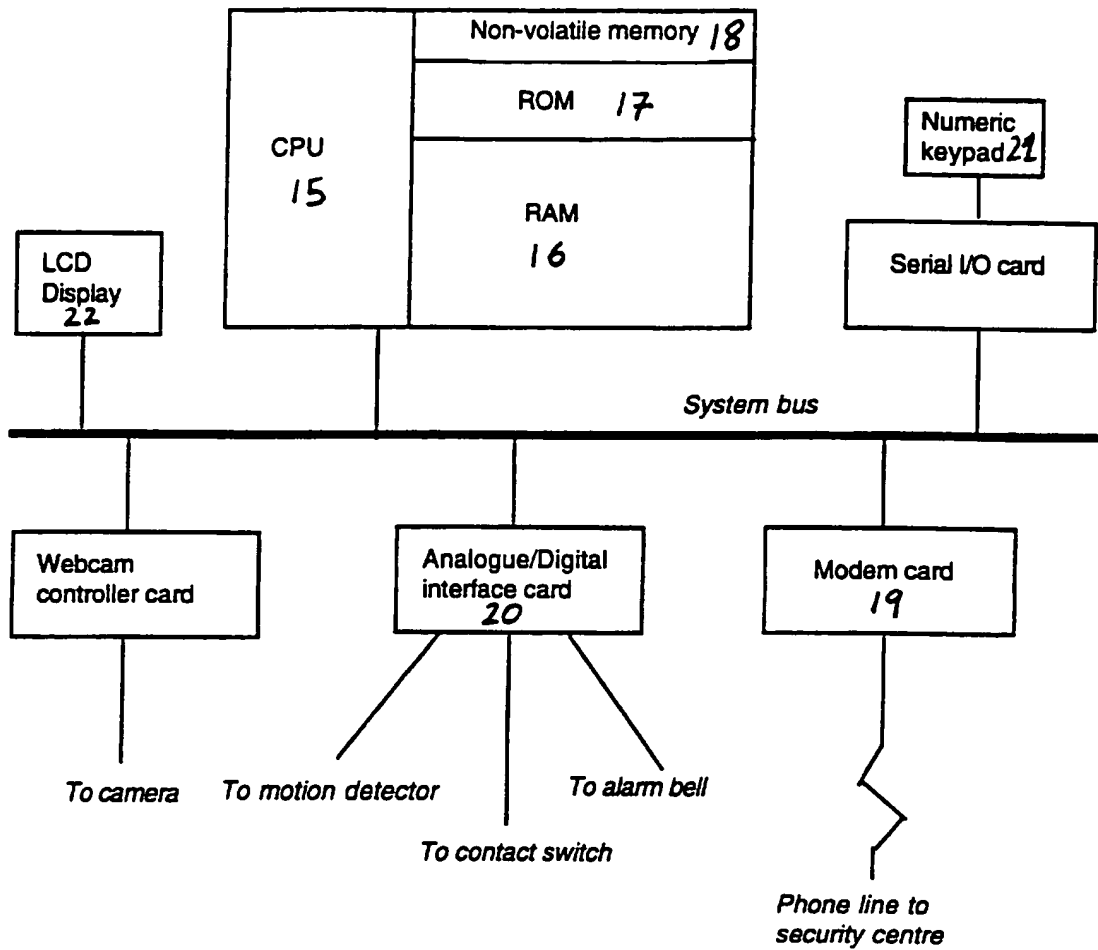 Non-volatile memory 18
ROM 17
CPU
15
RAM
16
Numeric
keypad 21
LCD
Display
22
Serial I/O card
System bus
Webcam
controller card
Analogue/Digital
interface card
20
Modem card
19
To camera
To motion detector
To alarm bell
To contact switch
Phone line to
security centre